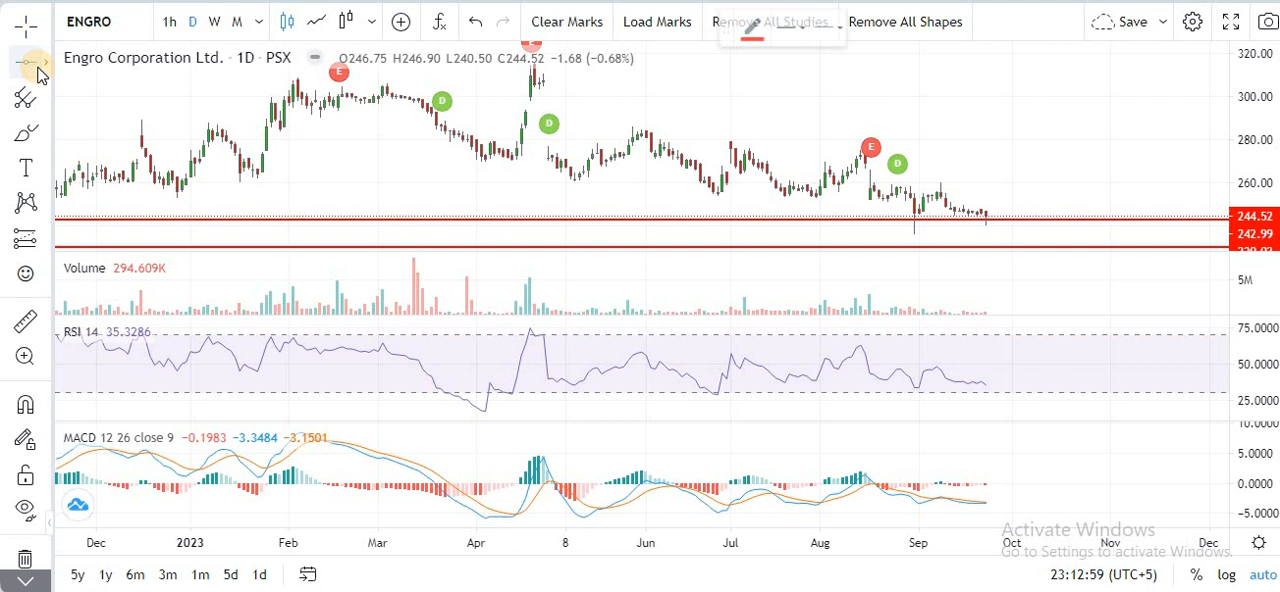 ENGRO 1h D W M Clear Marks Load Marks Remove All Studies Remove All Shapes Save
Engro Corporation Ltd. · 1D · PSX O246.75 H246.90 L240.50 C244.52 −1.68 (−0.68%)
320.00
E
E
300.00
D
D
280.00
E
D
260.00
244.52
242.99
Volume 294.609K
5M
RSI 14 35.3286
75.0000
50.0000
25.0000
10.0000
MACD 12 26 close 9 −0.1983 −3.3484 −3.1501
5.0000
0.0000
−5.0000
Activate Windows
Go to Settings to activate Windows.
Dec 2023 Feb Mar Apr 8 Jun Jul Aug Sep Oct Nov Dec
5y 1y 6m 3m 1m 5d 1d 23:12:59 (UTC+5) % log auto